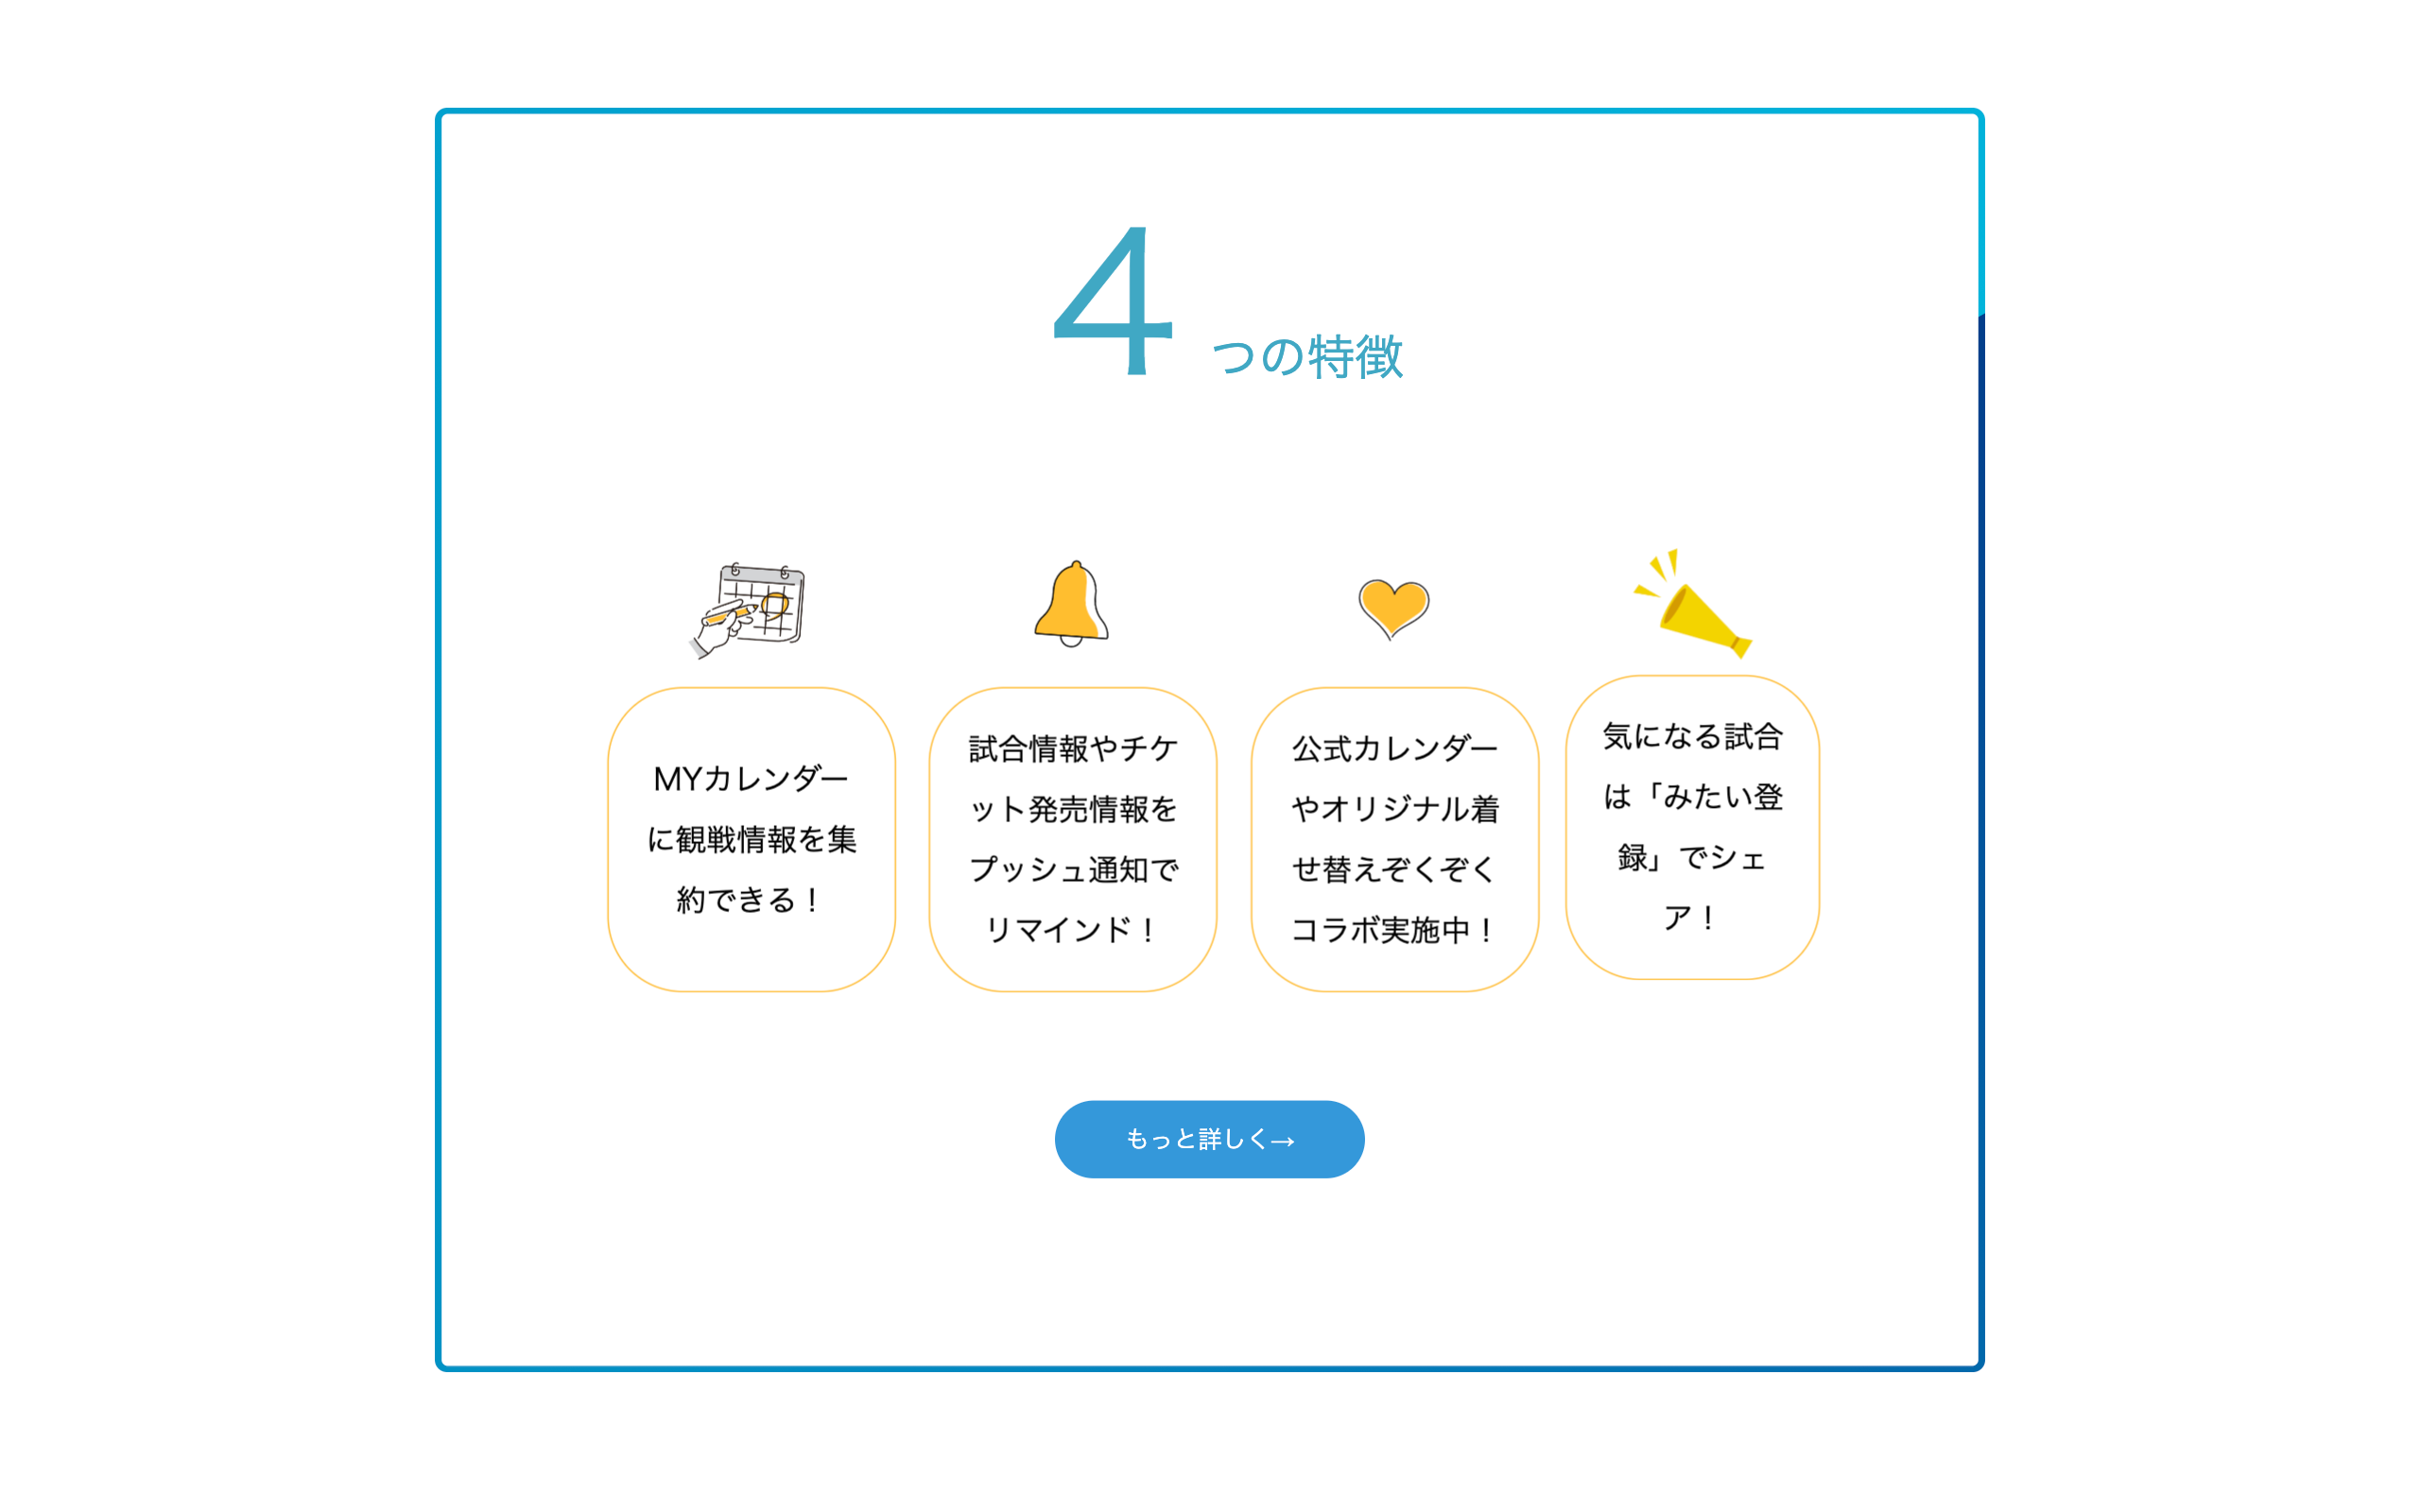 4 つの特徴
MYカレンダー
に観戦情報を集
約できる！
試合情報やチケ
ット発売情報を
プッシュ通知で
リマインド！
公式カレンダー
やオリジナル着
せ替えぞくぞく
コラボ実施中！
気になる試合
は「みたい登
録」でシェ
ア！
もっと詳しく→